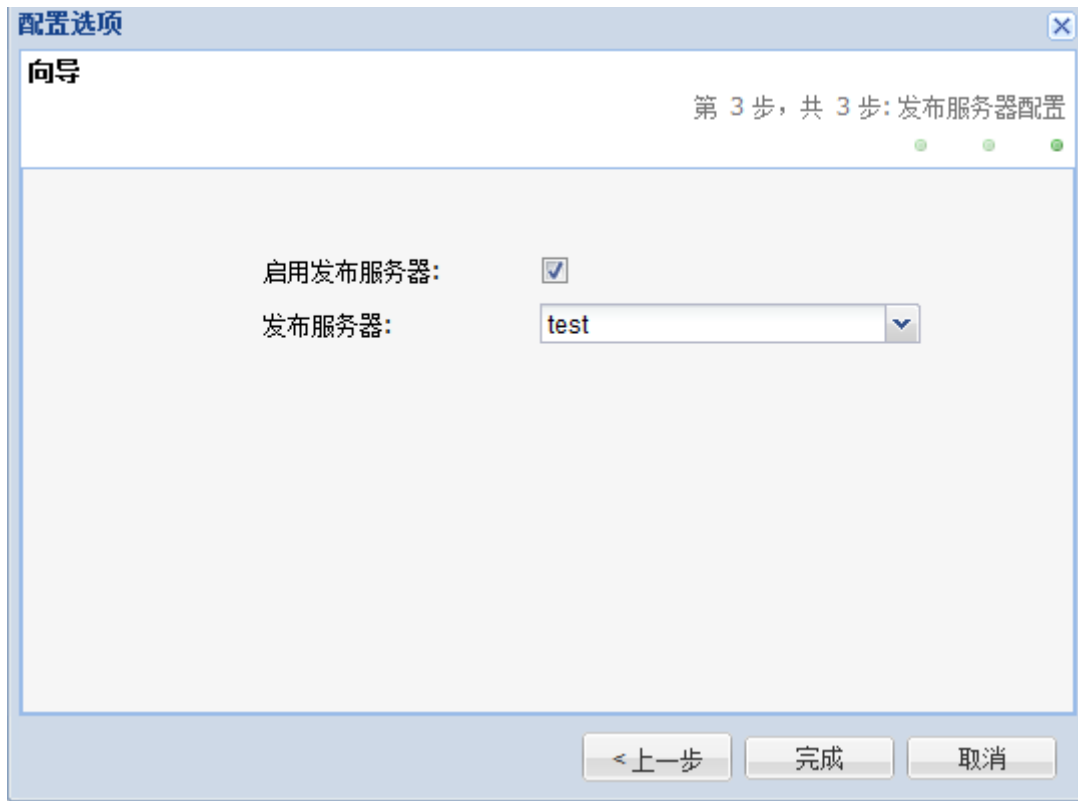 配置选项
向导
第 3 步，共 3 步: 发布服务器配置
启用发布服务器:
发布服务器:
test
<上一步
完成
取消